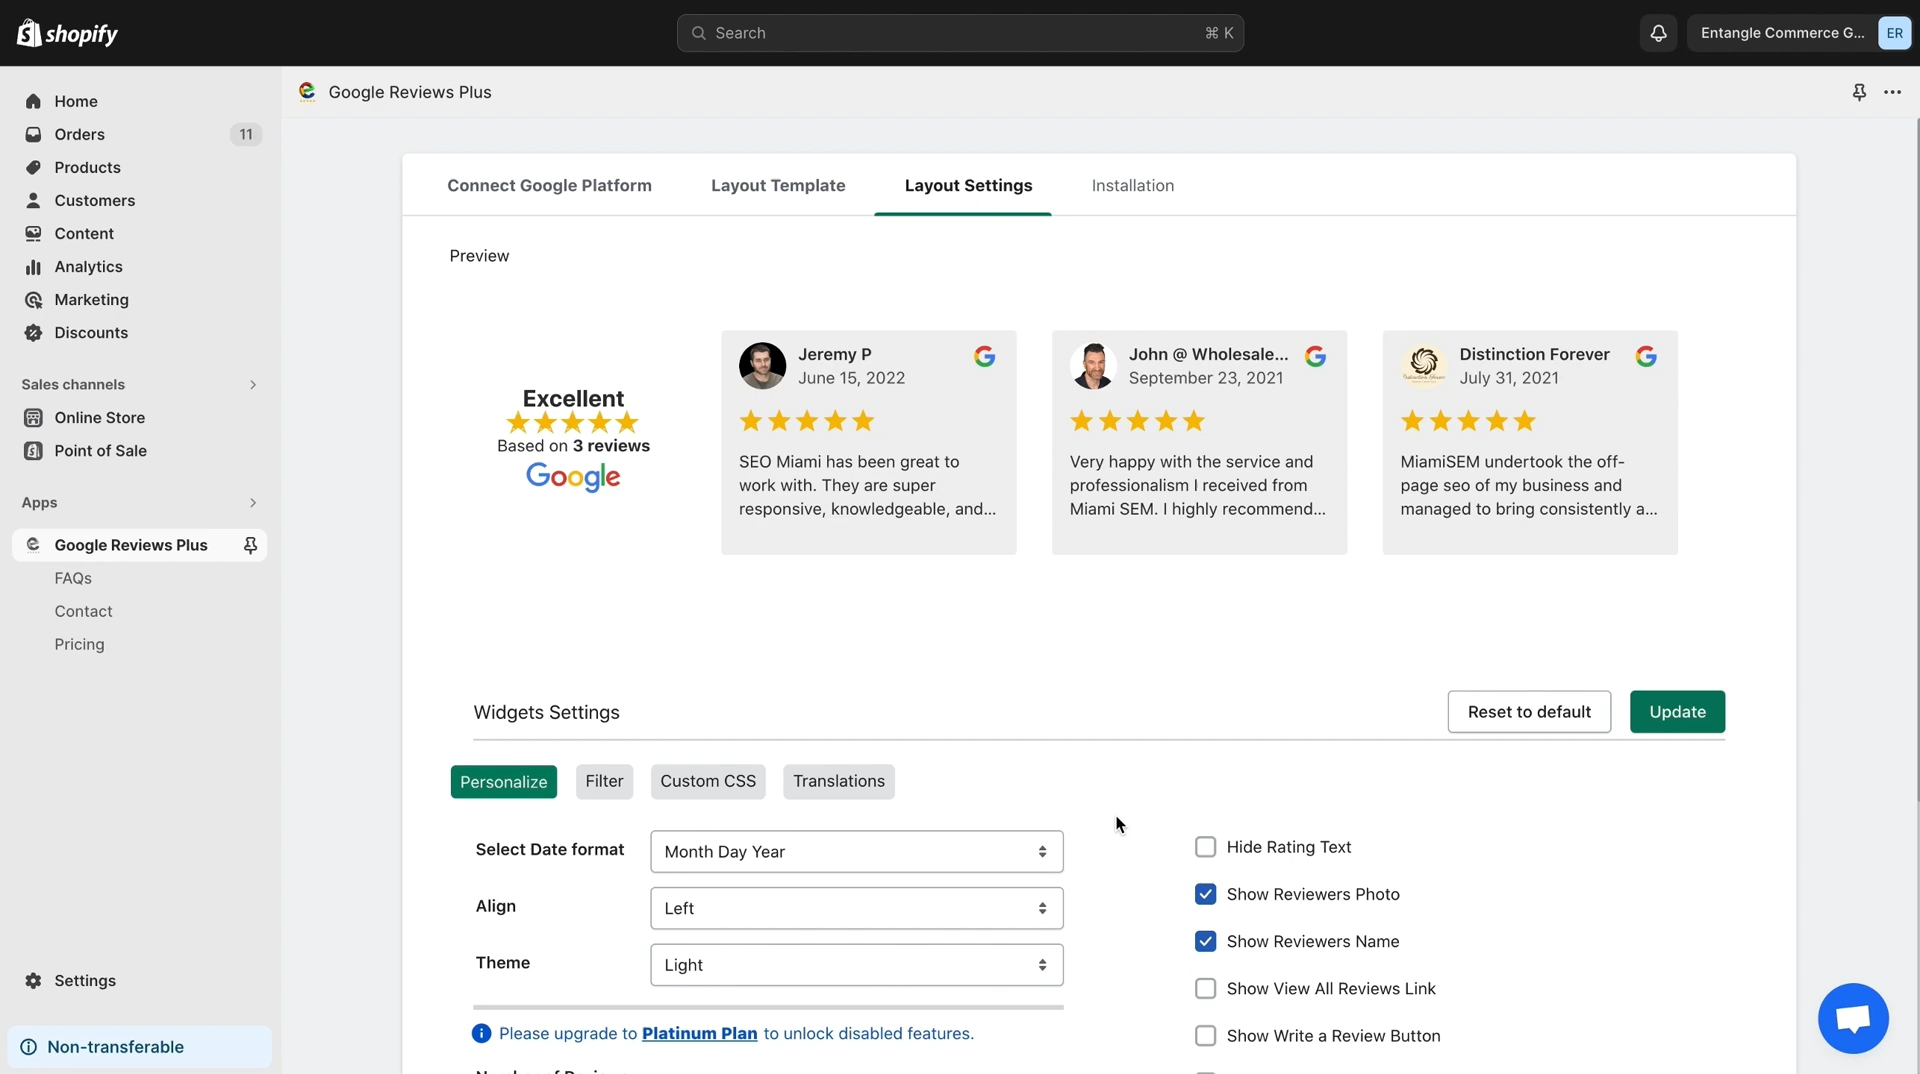 shopify
Search
⌘ K
Entangle Commerce G...
ER
Home
Orders
11
Products
Customers
Content
Analytics
Marketing
Discounts
Sales channels
Online Store
Point of Sale
Apps
Google Reviews Plus
FAQs
Contact
Pricing
Settings
Non-transferable
Google Reviews Plus
Connect Google Platform
Layout Template
Layout Settings
Installation
Preview
Excellent
Based on 3 reviews
Google
Jeremy P
June 15, 2022
SEO Miami has been great to
work with. They are super
responsive, knowledgeable, and...
John @ Wholesale...
September 23, 2021
Very happy with the service and
professionalism I received from
Miami SEM. I highly recommend...
Distinction Forever
July 31, 2021
MiamiSEM undertook the off-
page seo of my business and
managed to bring consistently a...
Widgets Settings
Reset to default
Update
Personalize
Filter
Custom CSS
Translations
Select Date format
Month Day Year
Align
Left
Theme
Light
Please upgrade to Platinum Plan to unlock disabled features.
Hide Rating Text
Show Reviewers Photo
Show Reviewers Name
Show View All Reviews Link
Show Write a Review Button